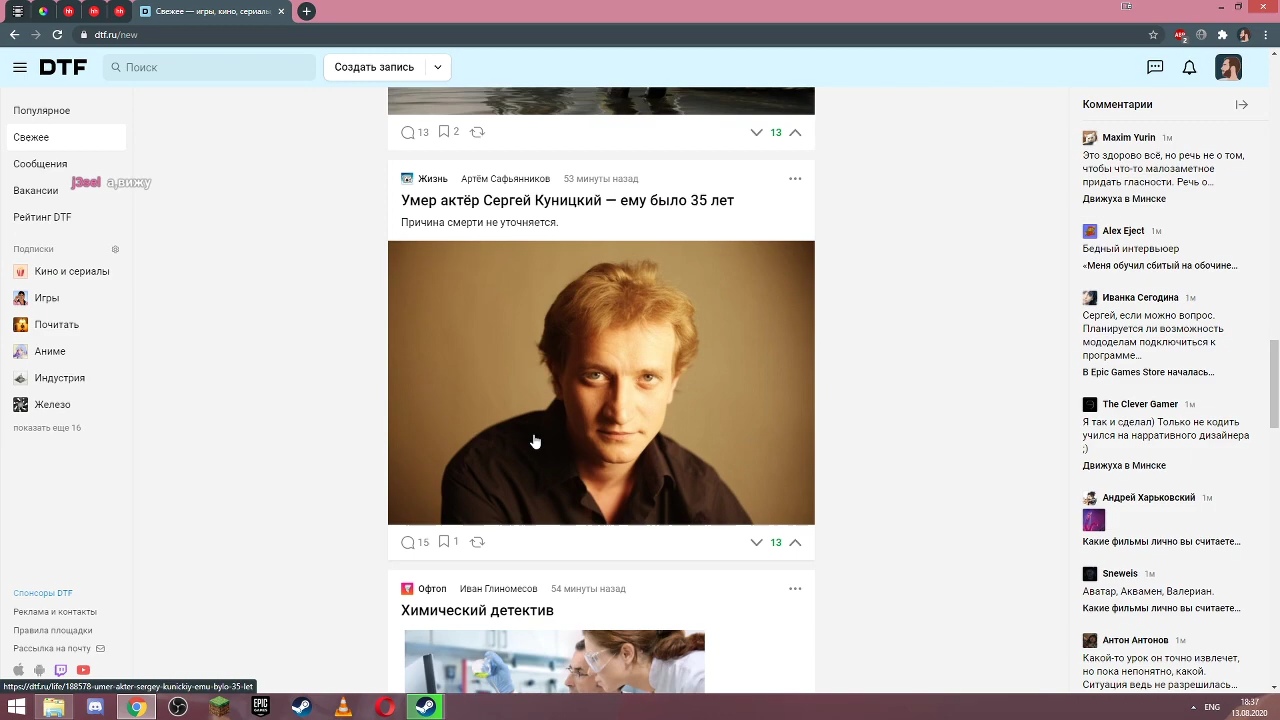 Свежее — игры, сериалы
dtf.ru/new
DTF
Поиск
Создать запись
Популярное
Свежее
Сообщения
Вакансии
j3sel а,вижу
Рейтинг DTF
Подписки
Кино и сериалы
Игры
Почитать
Аниме
Индустрия
Железо
показать еще 16
Спонсоры DTF
Реклама и контакты
Правила площадки
Рассылка на почту
13 2 13
Жизнь Артём Сафьянников 53 минуты назад
Умер актёр Сергей Куницкий — ему было 35 лет
Причина смерти не уточняется.
15 1 13
Офтоп Иван Глиномесов 54 минуты назад
Химический детектив
Комментарии
Maxim Yurin 1м
Это здорово всё, но речь не о том,
чтобы что-то малоизвестное
придать гласности. Речь о...
Движуха в Минске
Alex Eject 1м
Бедный интервьюер
«Меня обучил сбитый на обочине...
Иванка Сегодина 1м
Сергей, если можно вопрос.
Планируется ли возможность
мододелам подключиться к
программе...
В Epic Games Store началась...
The Clever Gamer 1м
Я так и сделал) Только не кодить
учился на нарративного дизайнера
;)
Движуха в Минске
Андрей Харьковский 1м
Какие фильмы лично вы считаете...
Sneweis 1м
Аватар, Аквамен, Валериан.
Какие фильмы лично вы считаете...
Антон Антонов 1м
Какой-то урок он точно извлечет,
но пока непонятно, какой.
Ситуация ведь не разрешилась...
https://dtf.ru/life/188578-umer-akter-sergey-kunickiy-emu-bylo-35-let
EPIC
GAMES
ENG
18:37
13.08.2020